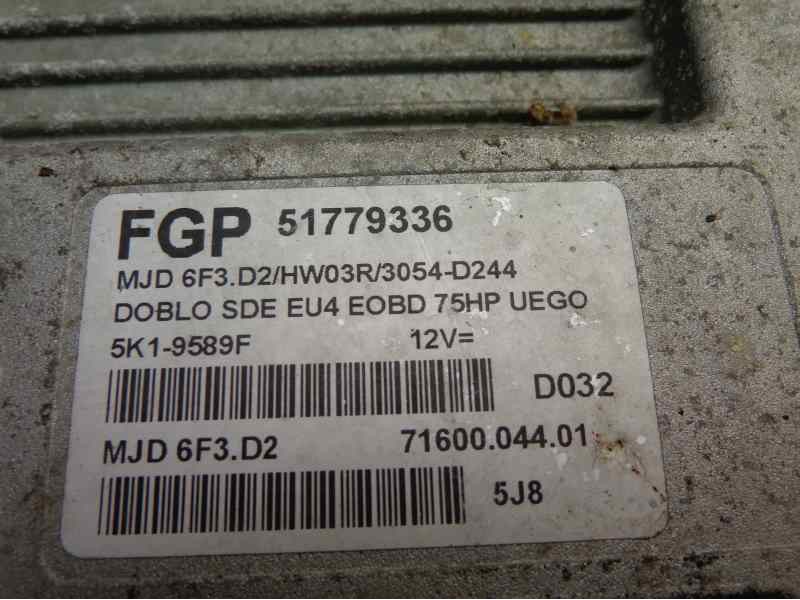 FGP 51779336
MJD 6F3.D2/HW03R/3054-D244
DOBLO SDE EU4 EOBD 75HP UEGO
5K1-9589F 12V=
D032
MJD 6F3.D2 71600.044.01
5J8